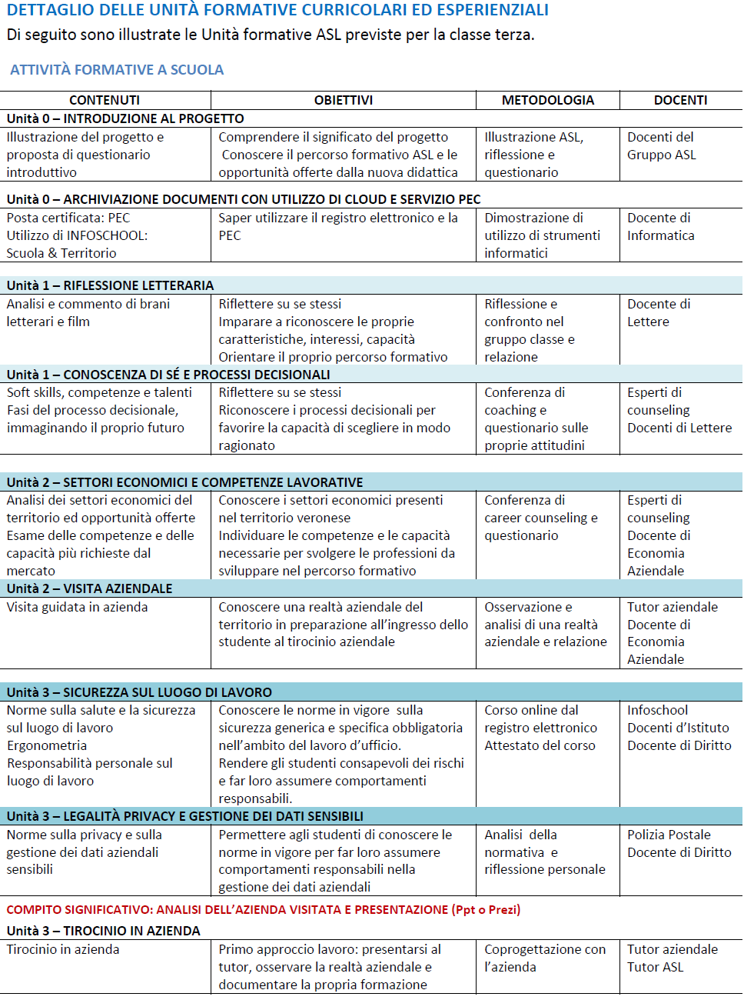 DETTAGLIO DELLE UNITÀ FORMATIVE CURRICOLARI ED ESPERIENZIALI
Di seguito sono illustrate le Unità formative ASL previste per la classe terza.
ATTIVITÀ FORMATIVE A SCUOLA
CONTENUTI OBIETTIVI METODOLOGIA DOCENTI
Unità 0 – INTRODUZIONE AL PROGETTO
Illustrazione del progetto e
proposta di questionario
introduttivo
Comprendere il significato del progetto
Conoscere il percorso formativo ASL e le
opportunità offerte dalla nuova didattica
Illustrazione ASL,
riflessione e
questionario
Docenti del
Gruppo ASL
Unità 0 – ARCHIVIAZIONE DOCUMENTI CON UTILIZZO DI CLOUD E SERVIZIO PEC
Posta certificata: PEC
Utilizzo di INFOSCHOOL:
Scuola & Territorio
Saper utilizzare il registro elettronico e la
PEC
Dimostrazione di
utilizzo di strumenti
informatici
Docente di
Informatica
Unità 1 – RIFLESSIONE LETTERARIA
Analisi e commento di brani
letterari e film
Riflettere su se stessi
Imparare a riconoscere le proprie
caratteristiche, interessi, capacità
Orientare il proprio percorso formativo
Riflessione e
confronto nel
gruppo classe e
relazione
Docente di
Lettere
Unità 1 – CONOSCENZA DI SÉ E PROCESSI DECISIONALI
Soft skills, competenze e talenti
Fasi del processo decisionale,
immaginando il proprio futuro
Riflettere su se stessi
Riconoscere i processi decisionali per
favorire la capacità di scegliere in modo
ragionato
Conferenza di
coaching e
questionario sulle
proprie attitudini
Esperti di
counseling
Docenti di Lettere
Unità 2 – SETTORI ECONOMICI E COMPETENZE LAVORATIVE
Analisi dei settori economici del
territorio ed opportunità offerte
Esame delle competenze e delle
capacità più richieste dal
mercato
Conoscere i settori economici presenti
nel territorio veronese
Individuare le competenze e le capacità
necessarie per svolgere le professioni da
sviluppare nel percorso formativo
Conferenza di
career counseling e
questionario
Esperti di
counseling
Docente di
Economia
Aziendale
Unità 2 – VISITA AZIENDALE
Visita guidata in azienda
Conoscere una realtà aziendale del
territorio in preparazione all’ingresso dello
studente al tirocinio aziendale
Osservazione e
analisi di una realtà
aziendale e relazione
Tutor aziendale
Docente di
Economia
Aziendale
Unità 3 – SICUREZZA SUL LUOGO DI LAVORO
Norme sulla salute e la sicurezza
sul luogo di lavoro
Ergonometria
Responsabilità personale sul
luogo di lavoro
Conoscere le norme in vigore sulla
sicurezza generica e specifica obbligatoria
nell’ambito del lavoro d’ufficio.
Rendere gli studenti consapevoli dei rischi
e far loro assumere comportamenti
responsabili.
Corso online dal
registro elettronico
Attestato del corso
Infoschool
Docenti d’Istituto
Docente di Diritto
Unità 3 – LEGALITÀ PRIVACY E GESTIONE DEI DATI SENSIBILI
Norme sulla privacy e sulla
gestione dei dati aziendali
sensibili
Permettere agli studenti di conoscere le
norme in vigore per far loro assumere
comportamenti responsabili nella
gestione dei dati aziendali
Analisi della
normativa e
riflessione personale
Polizia Postale
Docente di Diritto
COMPITO SIGNIFICATIVO: ANALISI DELL’AZIENDA VISITATA E PRESENTAZIONE (Ppt o Prezi)
Unità 3 – TIROCINIO IN AZIENDA
Tirocinio in azienda
Primo approccio lavoro: presentarsi al
tutor, osservare la realtà aziendale e
documentare la propria formazione
Coprogettazione con
l’azienda
Tutor aziendale
Tutor ASL